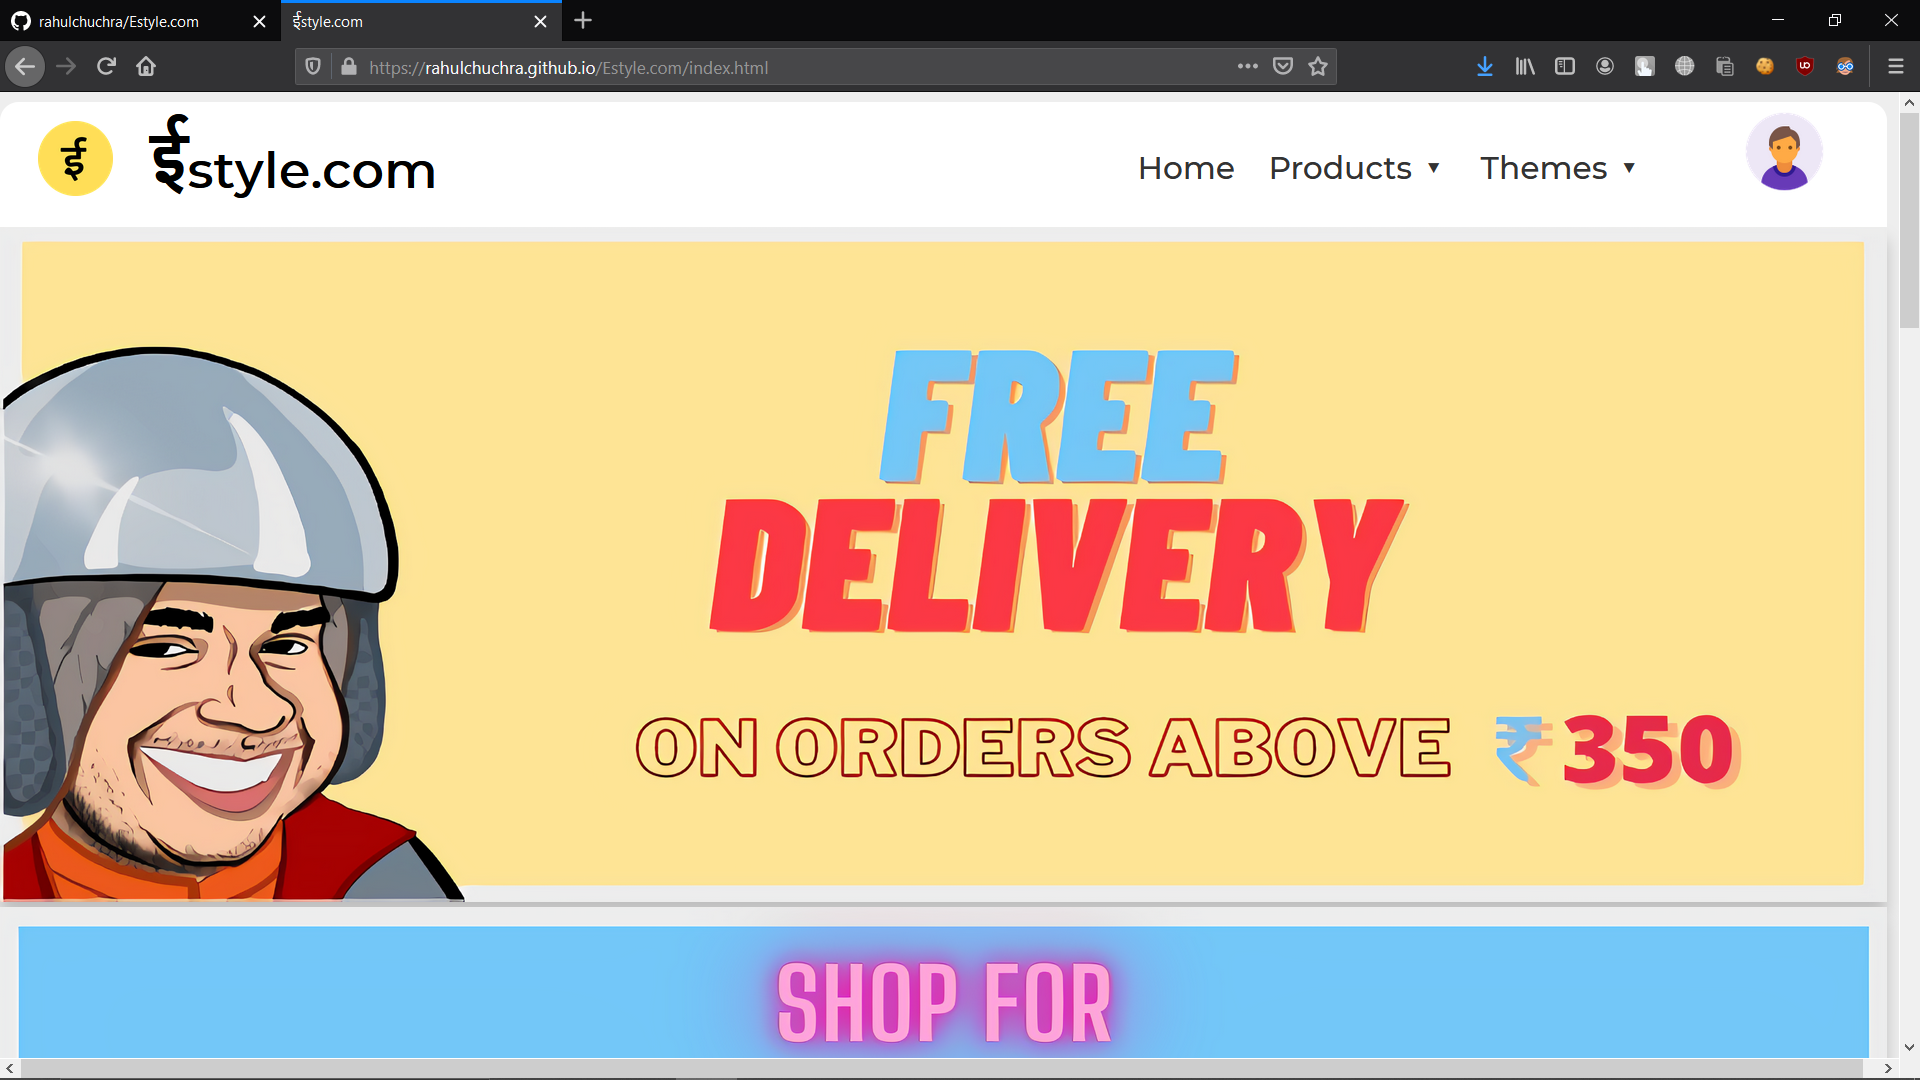 rahulchuchra/Estyle.com
ईstyle.com
https://rahulchuchra.github.io/Estyle.com/index.html
ई
ईstyle.com
Home
Products ▼
Themes ▼
FREE
DELIVERY
ON ORDERS ABOVE ₹ 350
SHOP FOR